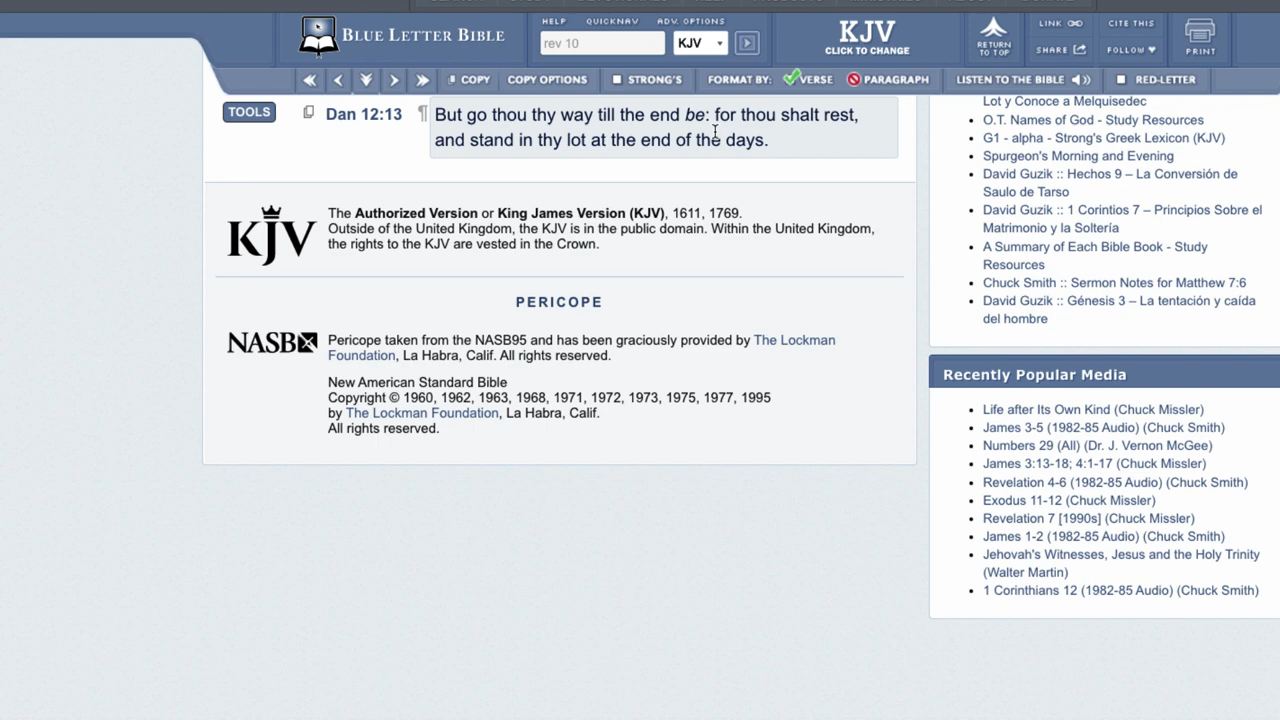 HELP QUICKNAV ADV. OPTIONS
BLUE LETTER BIBLE
rev 10
KJV
KJV
CLICK TO CHANGE
RETURN
TO TOP
LINK
SHARE
CITE THIS
FOLLOW
PRINT
COPY COPY OPTIONS STRONG'S FORMAT BY: VERSE PARAGRAPH LISTEN TO THE BIBLE RED-LETTER
TOOLS
Dan 12:13 ¶ But go thou thy way till the end be: for thou shalt rest,
and stand in thy lot at the end of the days.
KJV
The Authorized Version or King James Version (KJV), 1611, 1769.
Outside of the United Kingdom, the KJV is in the public domain. Within the United Kingdom,
the rights to the KJV are vested in the Crown.
PERICOPE
NASB
Pericope taken from the NASB95 and has been graciously provided by The Lockman
Foundation, La Habra, Calif. All rights reserved.
New American Standard Bible
Copyright © 1960, 1962, 1963, 1968, 1971, 1972, 1973, 1975, 1977, 1995
by The Lockman Foundation, La Habra, Calif.
All rights reserved.
Lot y Conoce a Melquisedec
O.T. Names of God - Study Resources
G1 - alpha - Strong's Greek Lexicon (KJV)
Spurgeon's Morning and Evening
David Guzik :: Hechos 9 – La Conversión de
Saulo de Tarso
David Guzik :: 1 Corintios 7 – Principios Sobre el
Matrimonio y la Soltería
A Summary of Each Bible Book - Study
Resources
Chuck Smith :: Sermon Notes for Matthew 7:6
David Guzik :: Génesis 3 – La tentación y caída
del hombre
Recently Popular Media
Life after Its Own Kind (Chuck Missler)
James 3-5 (1982-85 Audio) (Chuck Smith)
Numbers 29 (All) (Dr. J. Vernon McGee)
James 3:13-18; 4:1-17 (Chuck Missler)
Revelation 4-6 (1982-85 Audio) (Chuck Smith)
Exodus 11-12 (Chuck Missler)
Revelation 7 [1990s] (Chuck Missler)
James 1-2 (1982-85 Audio) (Chuck Smith)
Jehovah's Witnesses, Jesus and the Holy Trinity
(Walter Martin)
1 Corinthians 12 (1982-85 Audio) (Chuck Smith)